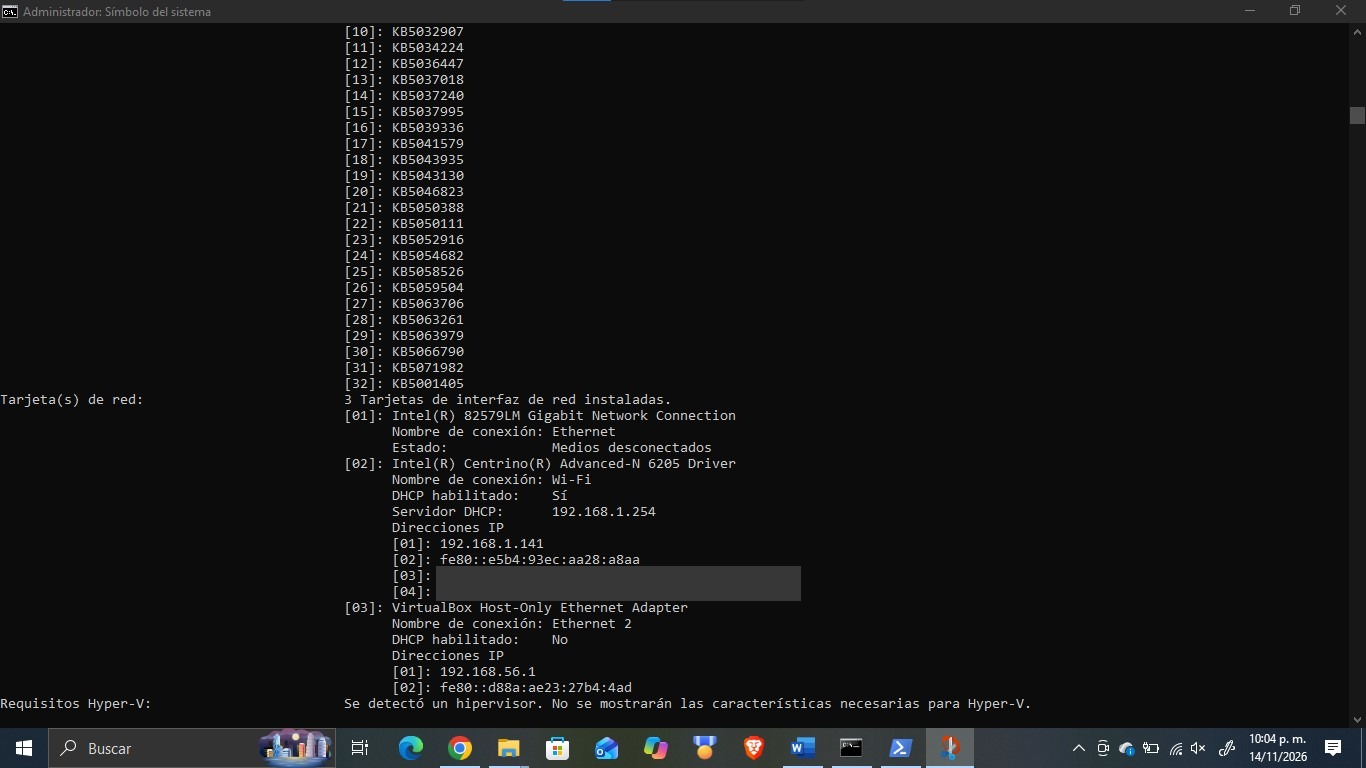 Administrador: Símbolo del sistema
[10]: KB5032907
[11]: KB5034224
[12]: KB5036447
[13]: KB5037018
[14]: KB5037240
[15]: KB5037995
[16]: KB5039336
[17]: KB5041579
[18]: KB5043935
[19]: KB5043130
[20]: KB5046823
[21]: KB5050388
[22]: KB5050111
[23]: KB5052916
[24]: KB5054682
[25]: KB5058526
[26]: KB5059504
[27]: KB5063706
[28]: KB5063261
[29]: KB5063979
[30]: KB5066790
[31]: KB5071982
[32]: KB5001405
Tarjeta(s) de red: 3 Tarjetas de interfaz de red instaladas.
[01]: Intel(R) 82579LM Gigabit Network Connection
Nombre de conexión: Ethernet
Estado: Medios desconectados
[02]: Intel(R) Centrino(R) Advanced-N 6205 Driver
Nombre de conexión: Wi-Fi
DHCP habilitado: Sí
Servidor DHCP: 192.168.1.254
Direcciones IP
[01]: 192.168.1.141
[02]: fe80::e5b4:93ec:aa28:a8aa
[03]:
[04]:
[03]: VirtualBox Host-Only Ethernet Adapter
Nombre de conexión: Ethernet 2
DHCP habilitado: No
Direcciones IP
[01]: 192.168.56.1
[02]: fe80::d88a:ae23:27b4:4ad
Requisitos Hyper-V: Se detectó un hipervisor. No se mostrarán las características necesarias para Hyper-V.
Buscar
10:04 p. m.
14/11/2026